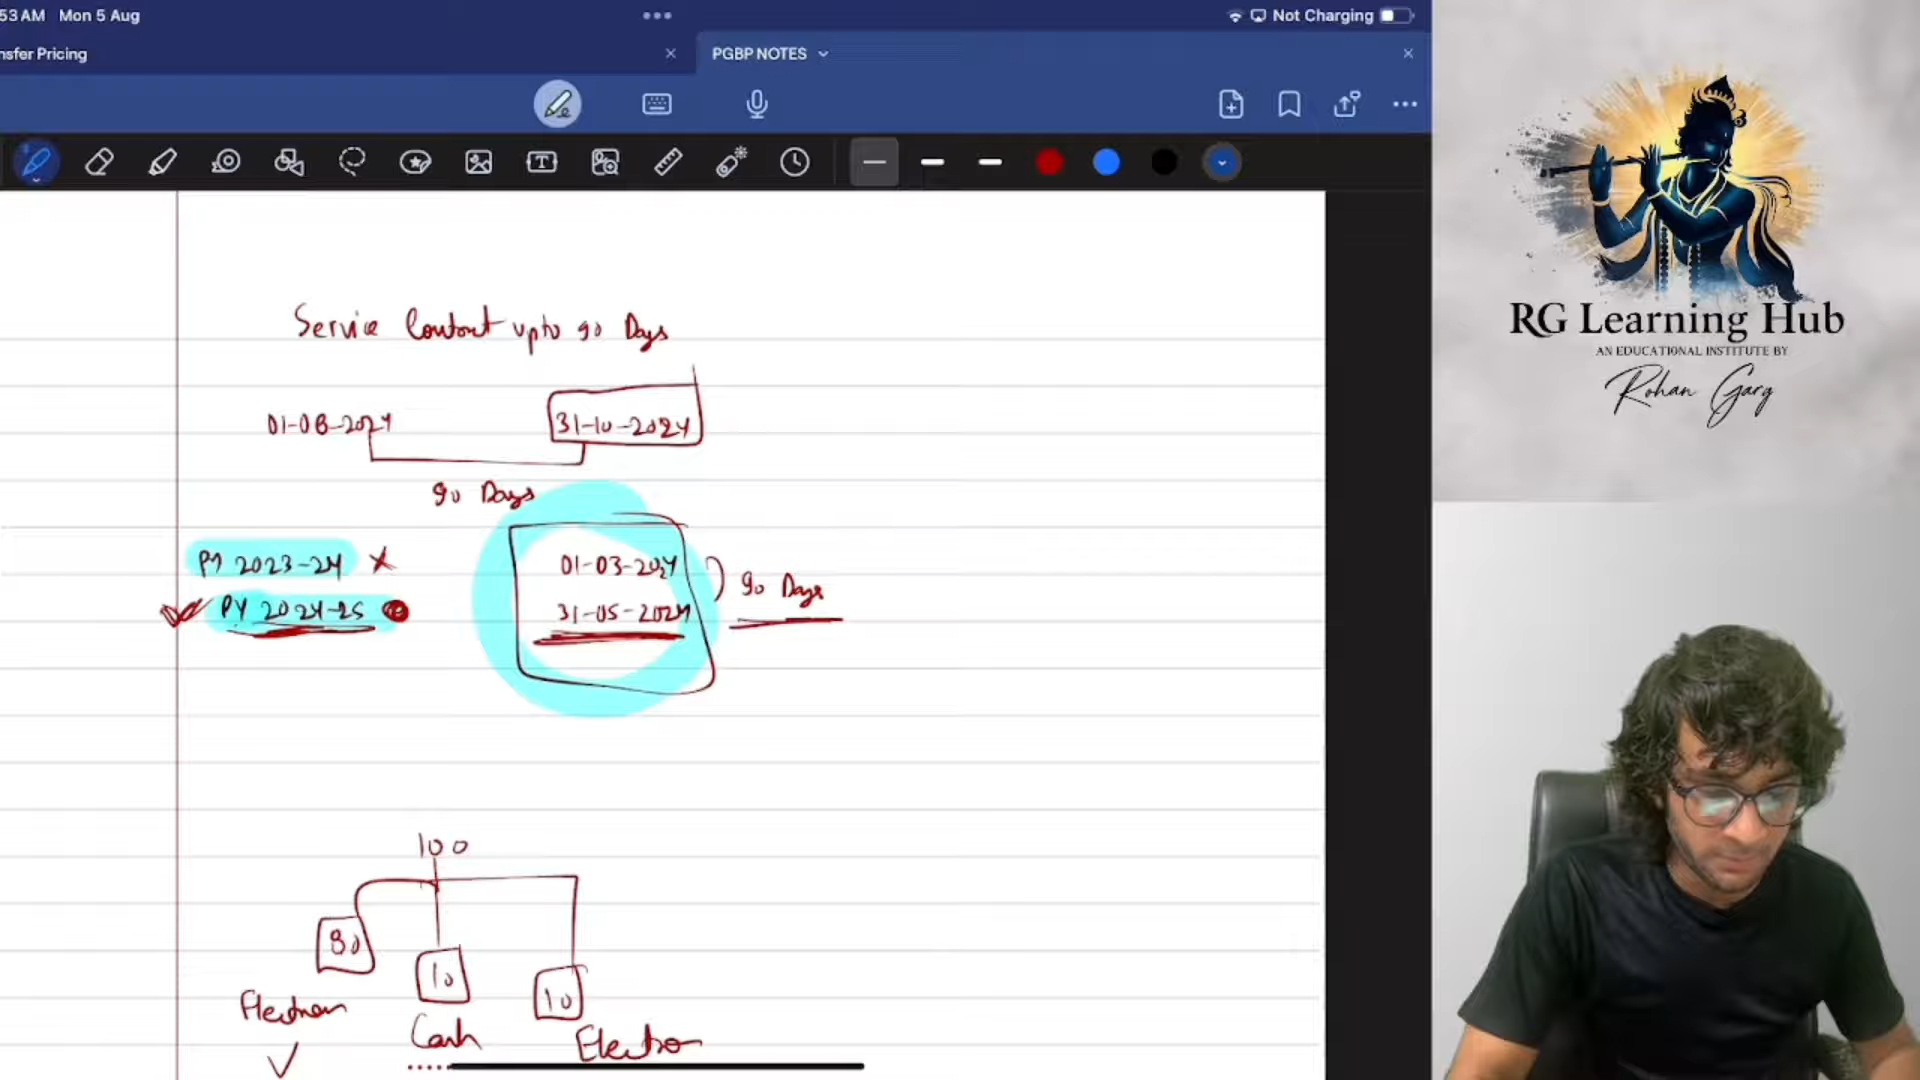 53 AM Mon 5 Aug
Not Charging
nsfer Pricing
PGBP NOTES
RG Learning Hub
AN EDUCATIONAL INSTITUTE BY
Rohan Garg
Service Contract upto 90 Days
01-08-2024
31-10-2024
90 Days
PY 2023-24
01-03-2024
90 Days
PY 2024-25
31-05-2024
100
80
10
10
Cash